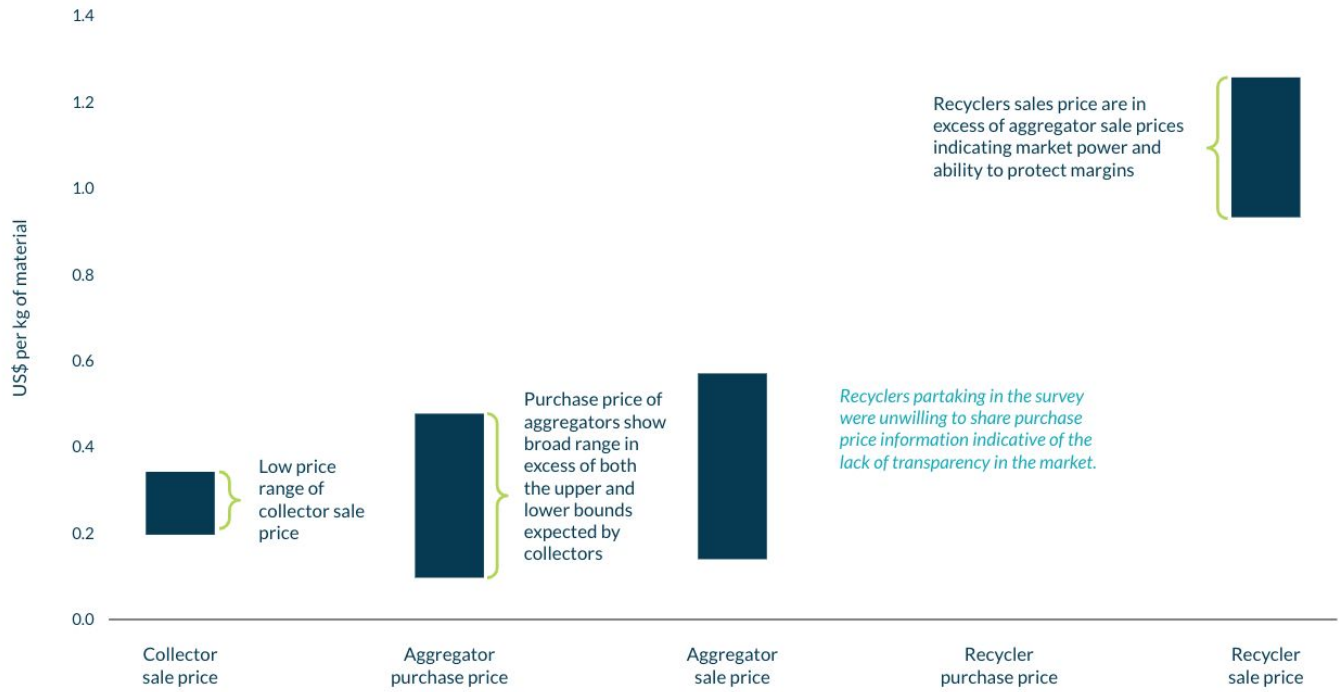 1.4
1.2
1.0
0.8
0.6
0.4
0.2
0.0
US$ per kg of material
Low price
range of
collector sale
price
Purchase price of
aggregators show
broad range in
excess of both
the upper and
lower bounds
expected by
collectors
Recyclers partaking in the survey
were unwilling to share purchase
price information indicative of the
lack of transparency in the market.
Recyclers sales price are in
excess of aggregator sale prices
indicating market power and
ability to protect margins
Collector
sale price
Aggregator
purchase price
Aggregator
sale price
Recycler
purchase price
Recycler
sale price